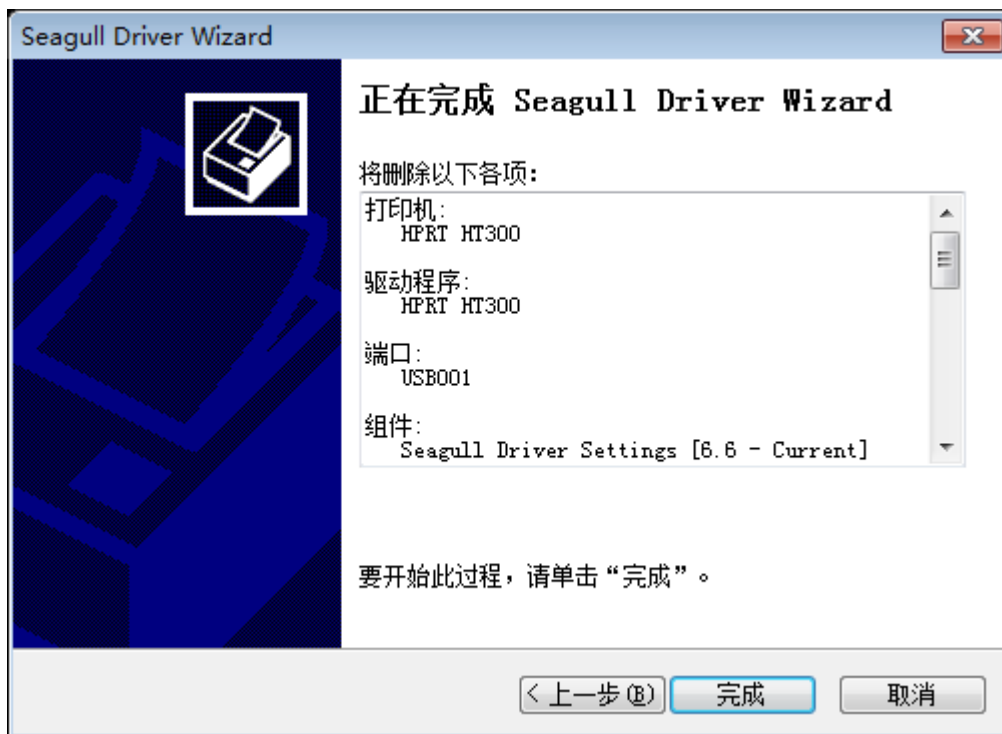 Seagull Driver Wizard
正在完成 Seagull Driver Wizard
将删除以下各项：
打印机:
HPRT HT300
驱动程序:
HPRT HT300
端口:
USB001
组件:
Seagull Driver Settings [6.6 - Current]
要开始此过程，请单击“完成”。
< 上一步(B)
完成
取消